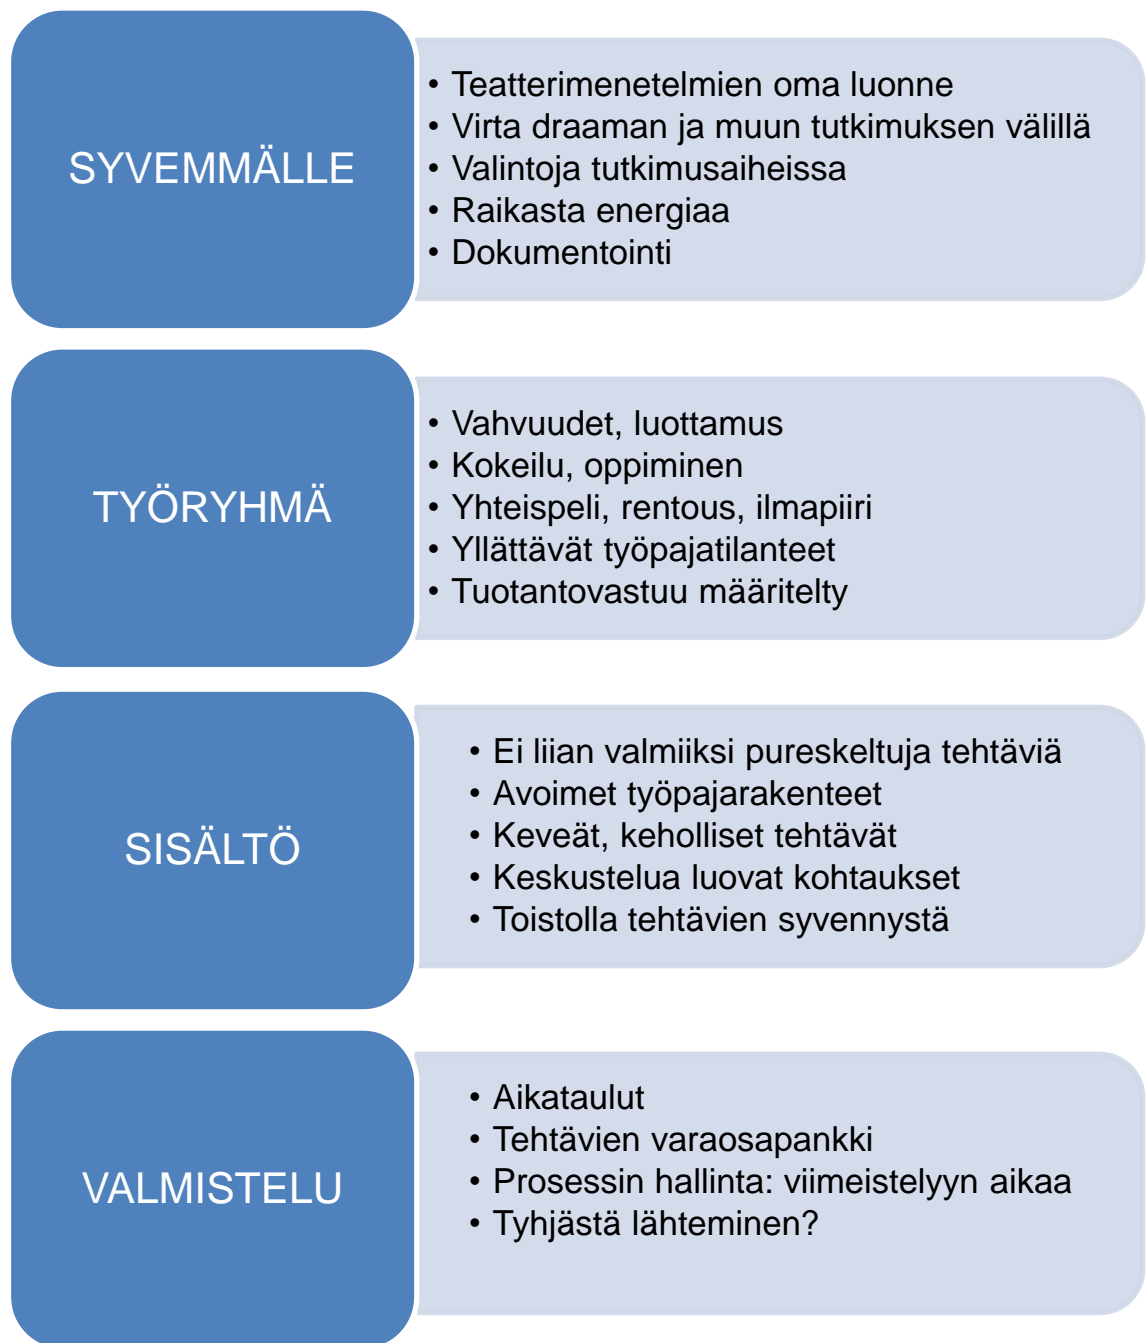 SYVEMMÄLLE
• Teatterimenetelmien oma luonne
• Virta draaman ja muun tutkimuksen välillä
• Valintoja tutkimusaiheissa
• Raikasta energiaa
• Dokumentointi
TYÖRYHMÄ
• Vahvuudet, luottamus
• Kokeilu, oppiminen
• Yhteispeli, rentous, ilmapiiri
• Yllättävät työpajatilanteet
• Tuotantovastuu määritelty
SISÄLTÖ
• Ei liian valmiiksi pureskeltuja tehtäviä
• Avoimet työpajarakenteet
• Keveät, keholliset tehtävät
• Keskustelua luovat kohtaukset
• Toistolla tehtävien syvennystä
VALMISTELU
• Aikataulut
• Tehtävien varaosapankki
• Prosessin hallinta: viimeistelyyn aikaa
• Tyhjästä lähteminen?